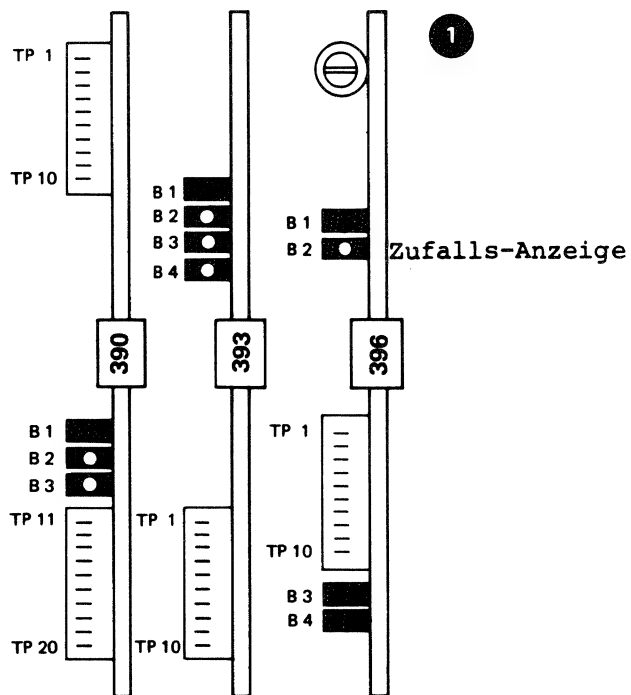 1
TP 1
TP 10
B 1
B 2
B 3
390
TP 11
TP 20
B 1
B 2
B 3
B 4
393
TP 1
TP 10
B 1
B 2 Zufalls-Anzeige
396
TP 1
TP 10
B 3
B 4